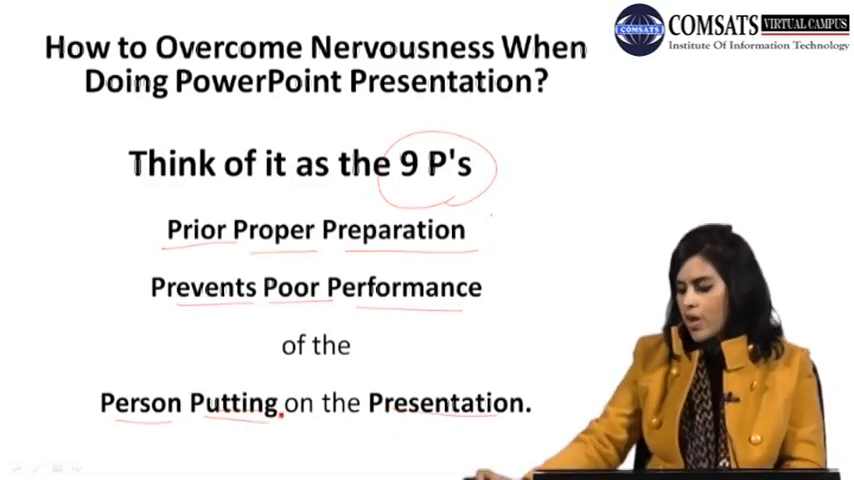 How to Overcome Nervousness When
Doing PowerPoint Presentation?
COMSATS VIRTUAL CAMPUS
Institute Of Information Technology
COMSATS
Think of it as the 9 P's
Prior Proper Preparation
Prevents Poor Performance
of the
Person Putting on the Presentation.